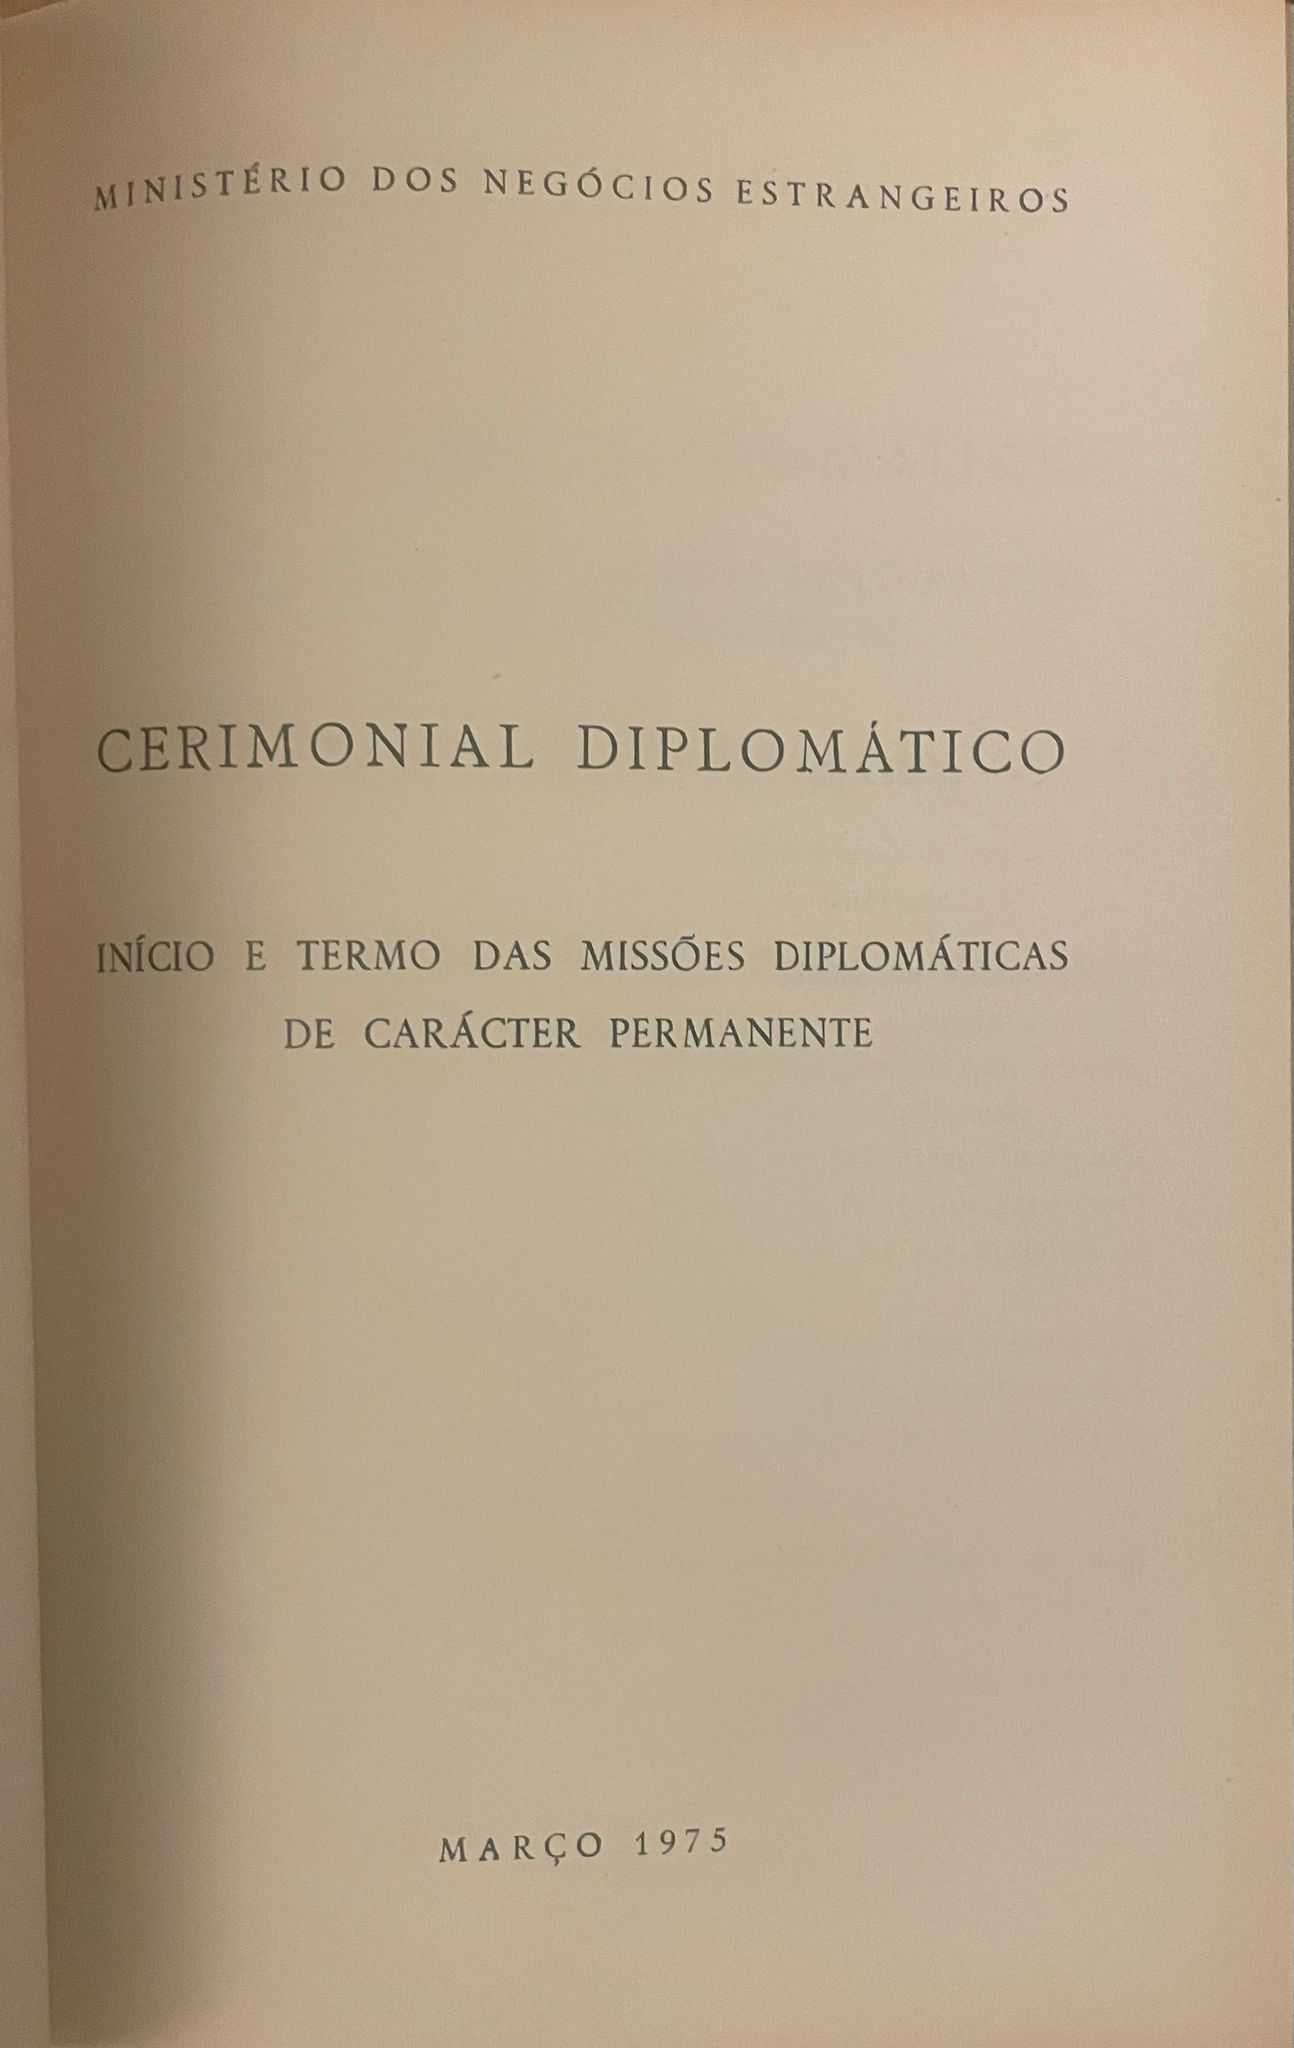 MINISTÉRIO DOS NEGÓCIOS ESTRANGEIROS
CERIMONIAL DIPLOMÁTICO
INÍCIO E TERMO DAS MISSÕES DIPLOMÁTICAS
DE CARÁCTER PERMANENTE
MARÇO 1975